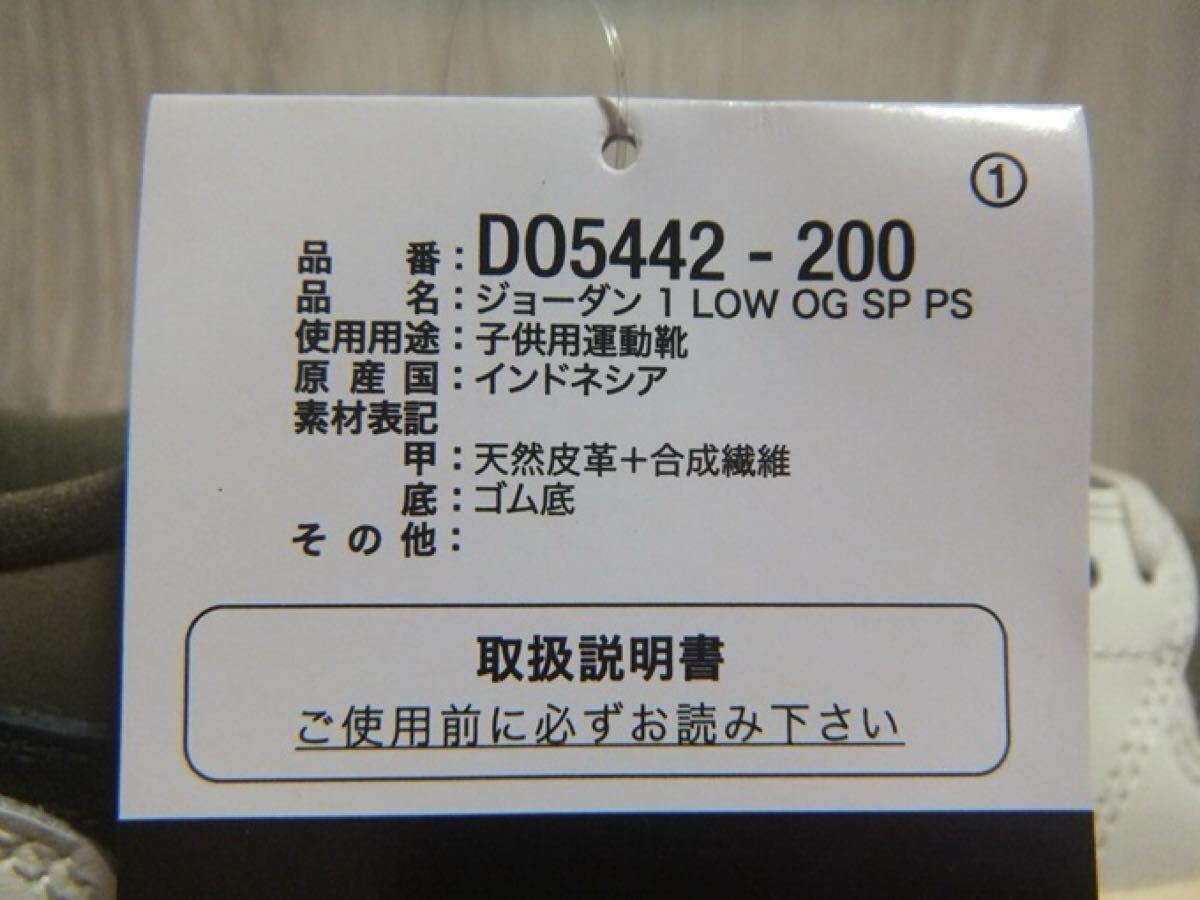 ①
品番:DO5442-200
品名:ジョーダン 1 LOW OG SP PS
使用用途:子供用運動靴
原産国:インドネシア
素材表記
甲:天然皮革+合成繊維
底:ゴム底
その他:
取扱説明書
ご使用前に必ずお読み下さい